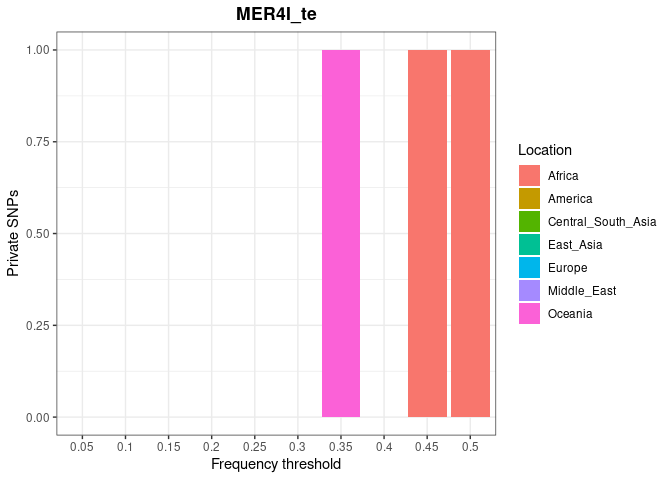 MER4I_te
1.00
0.75
0.50
0.25
0.00
Private SNPs
0.05 0.1 0.15 0.2 0.25 0.3 0.35 0.4 0.45 0.5
Frequency threshold
Location
Africa
America
Central_South_Asia
East_Asia
Europe
Middle_East
Oceania